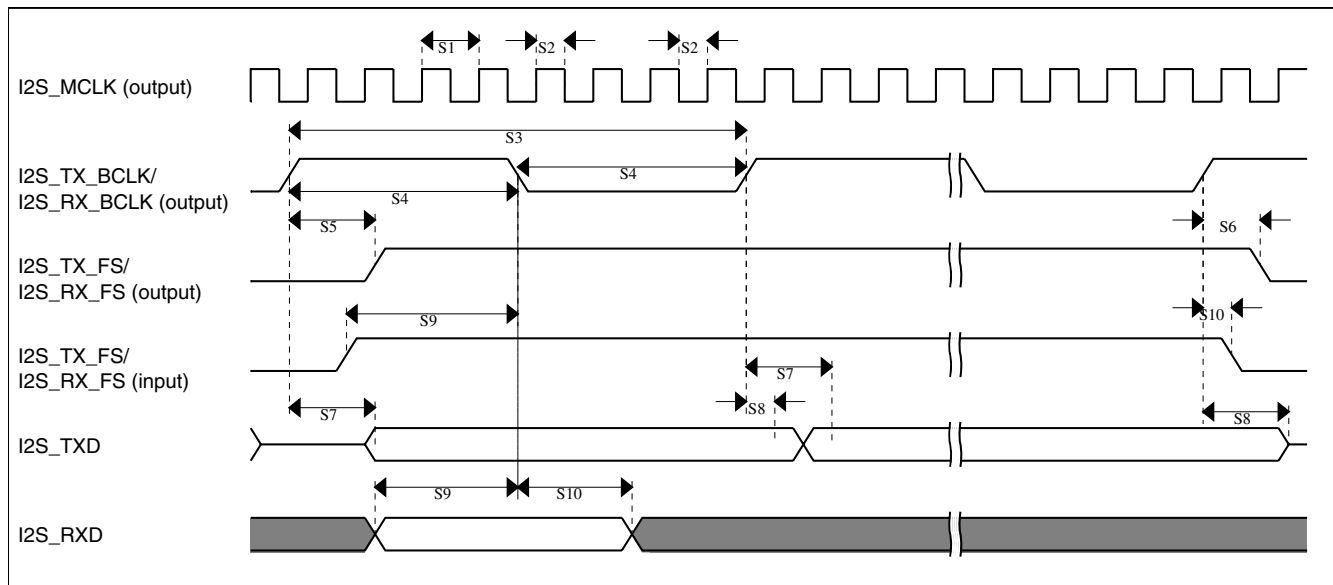 S1 S2 S2
I2S_MCLK (output)
S3
I2S_TX_BCLK/
I2S_RX_BCLK (output)
S4
S4
S5
S6
I2S_TX_FS/
I2S_RX_FS (output)
S9
S10
I2S_TX_FS/
I2S_RX_FS (input)
S7
S7
S8
S8
I2S_TXD
S9 S10
I2S_RXD